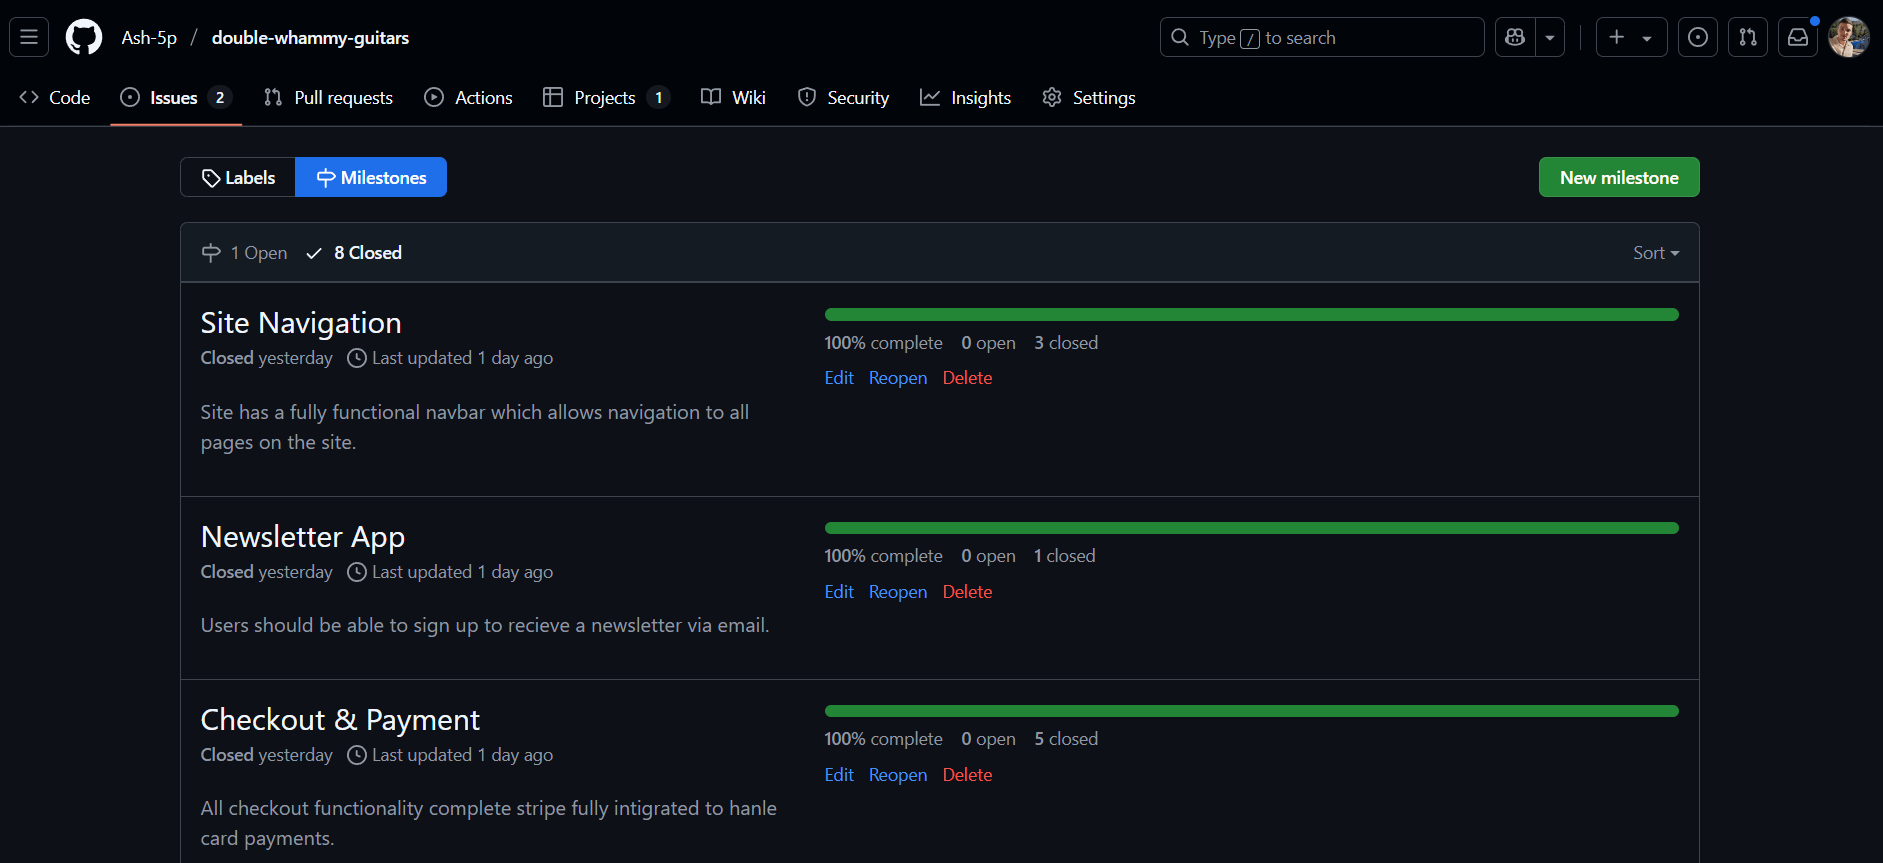 Ash-5p / double-whammy-guitars
Type / to search
Code Issues 2 Pull requests Actions Projects 1 Wiki Security Insights Settings
Labels Milestones
New milestone
1 Open 8 Closed
Sort
Site Navigation
Closed yesterday Last updated 1 day ago
Site has a fully functional navbar which allows navigation to all
pages on the site.
100% complete 0 open 3 closed
Edit Reopen Delete
Newsletter App
Closed yesterday Last updated 1 day ago
Users should be able to sign up to recieve a newsletter via email.
100% complete 0 open 1 closed
Edit Reopen Delete
Checkout & Payment
Closed yesterday Last updated 1 day ago
All checkout functionality complete stripe fully intigrated to hanle
card payments.
100% complete 0 open 5 closed
Edit Reopen Delete